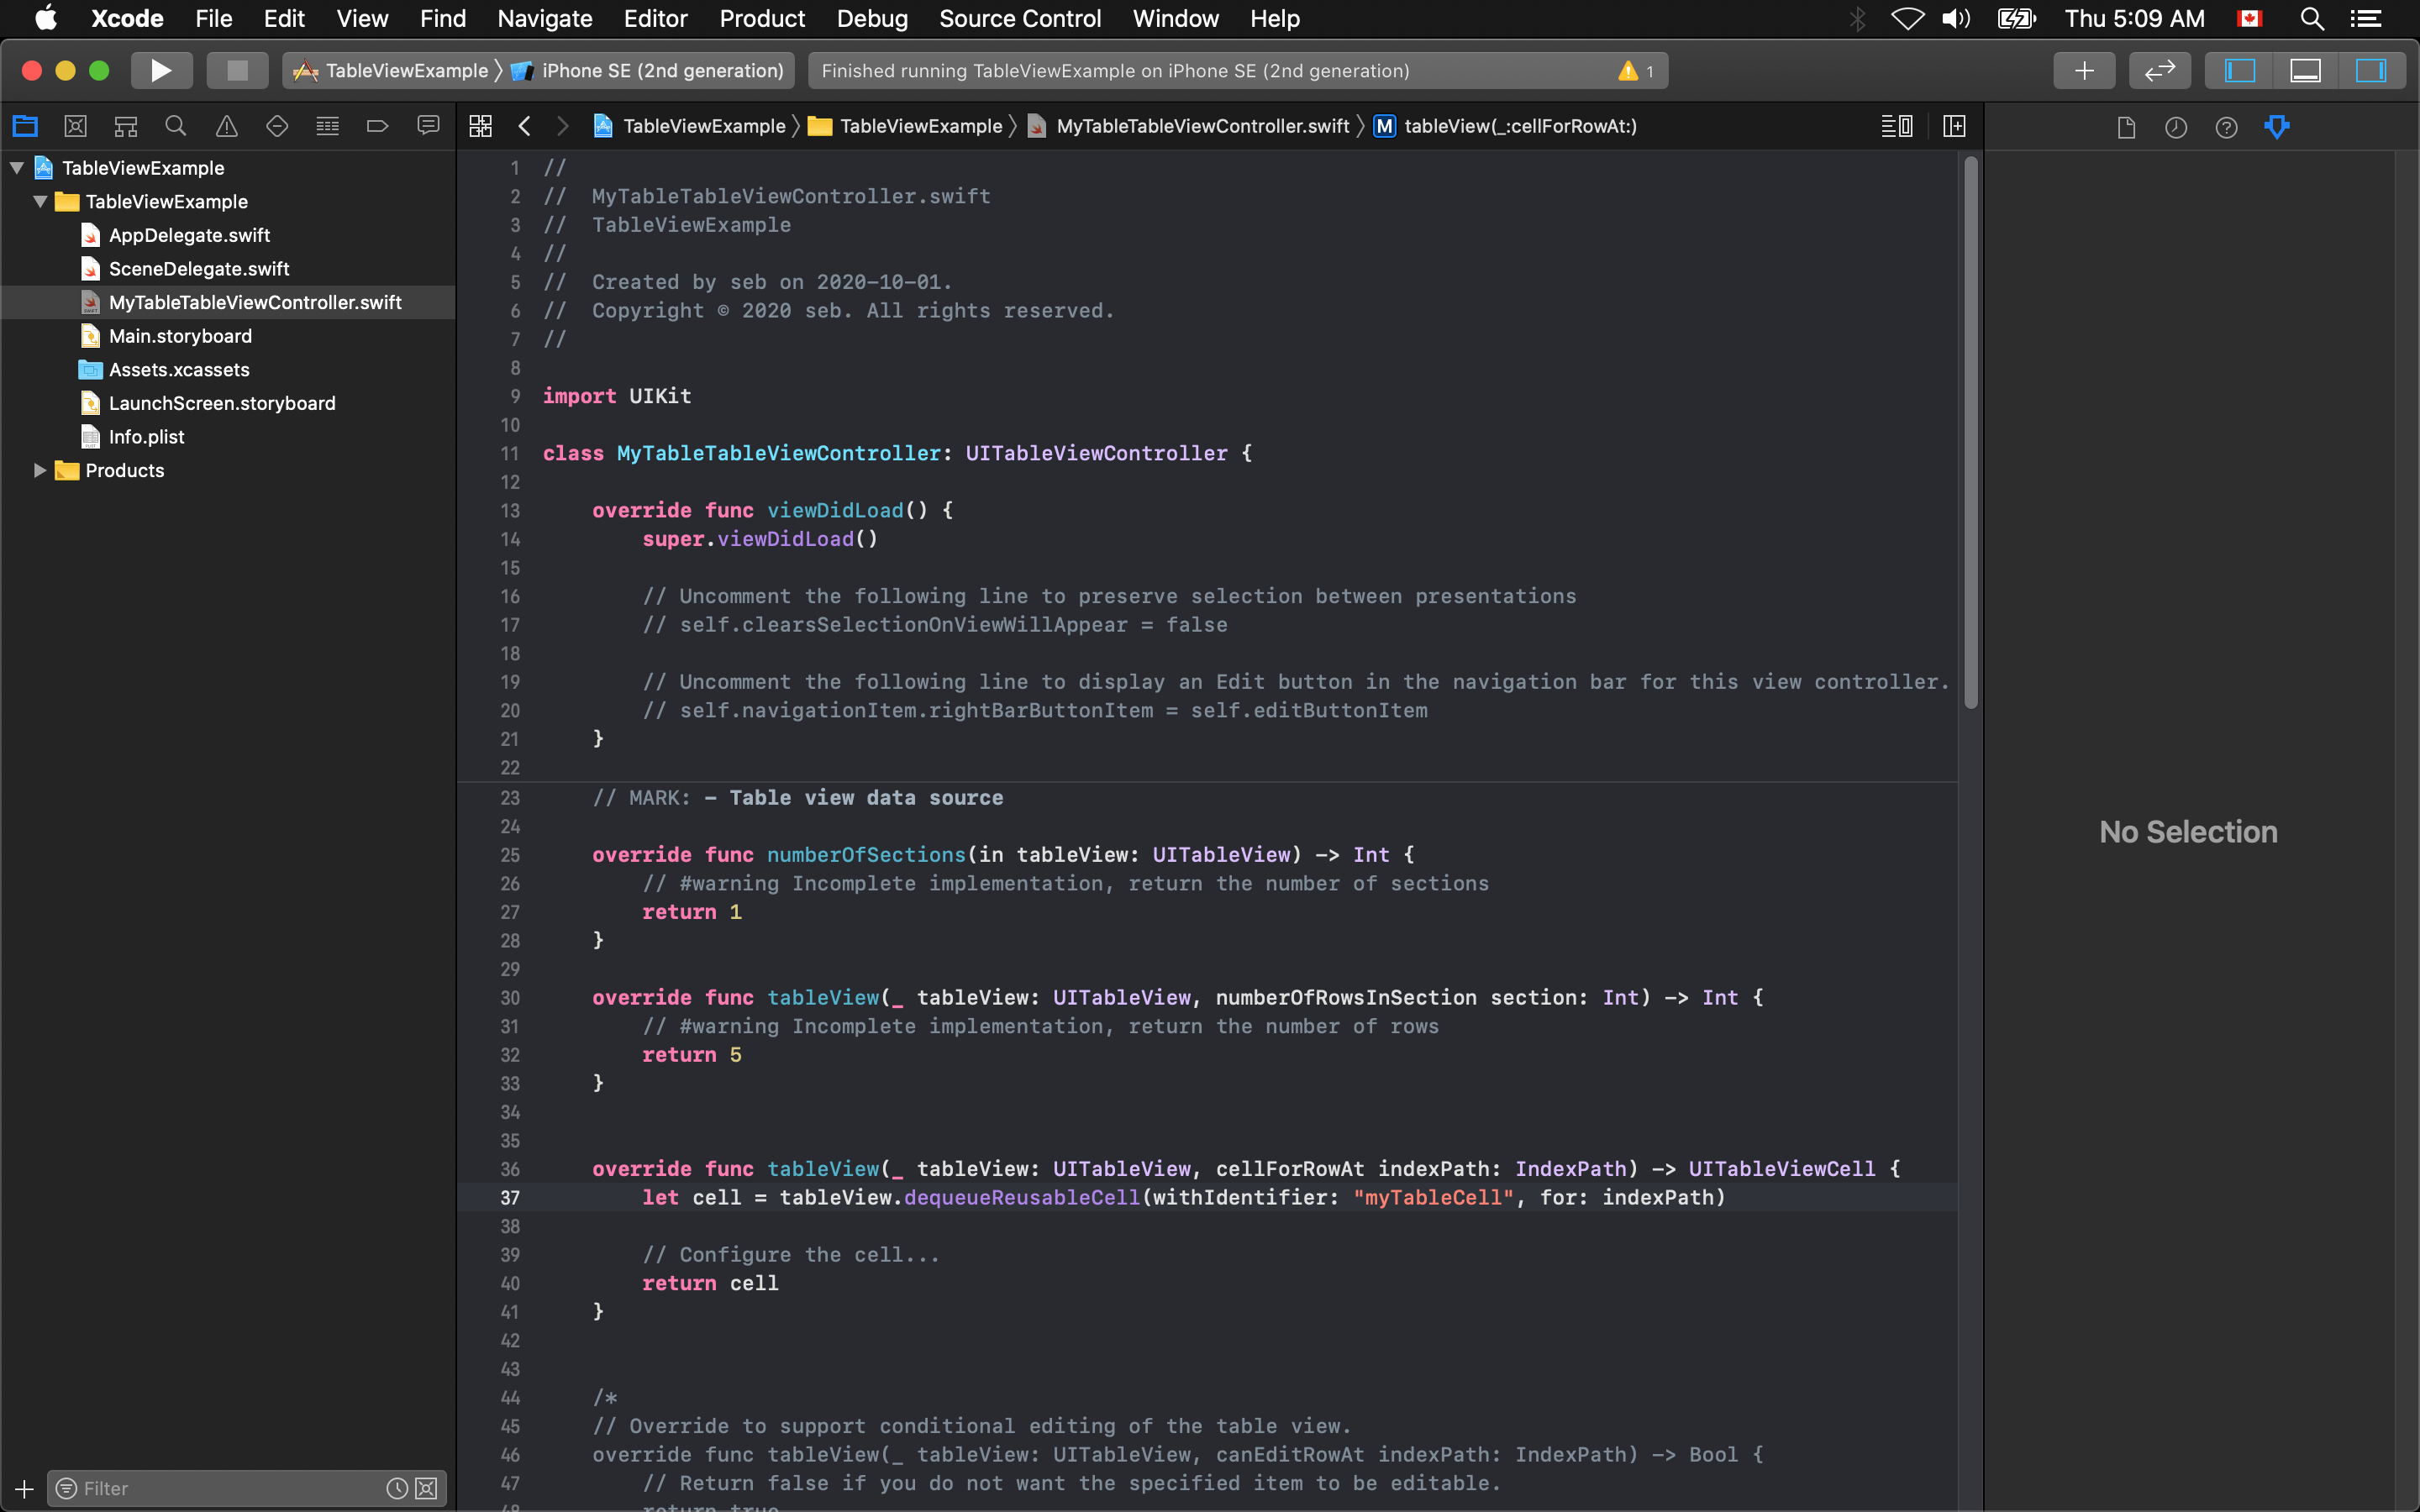 Xcode File Edit View Find Navigate Editor Product Debug Source Control Window Help Thu 5:09 AM
TableViewExample iPhone SE (2nd generation) Finished running TableViewExample on iPhone SE (2nd generation) 1
TableViewExample TableViewExample MyTableTableViewController.swift M tableView(_:cellForRowAt:)
TableViewExample
TableViewExample
AppDelegate.swift
SceneDelegate.swift
MyTableTableViewController.swift
Main.storyboard
Assets.xcassets
LaunchScreen.storyboard
Info.plist
Products
Filter
1 //
2 //  MyTableTableViewController.swift
3 //  TableViewExample
4 //
5 //  Created by seb on 2020-10-01.
6 //  Copyright © 2020 seb. All rights reserved.
7 //
8
9 import UIKit
10
11 class MyTableTableViewController: UITableViewController {
12
13     override func viewDidLoad() {
14         super.viewDidLoad()
15
16         // Uncomment the following line to preserve selection between presentations
17         // self.clearsSelectionOnViewWillAppear = false
18
19         // Uncomment the following line to display an Edit button in the navigation bar for this view controller.
20         // self.navigationItem.rightBarButtonItem = self.editButtonItem
21     }
22
23     // MARK: - Table view data source
24
25     override func numberOfSections(in tableView: UITableView) -> Int {
26         // #warning Incomplete implementation, return the number of sections
27         return 1
28     }
29
30     override func tableView(_ tableView: UITableView, numberOfRowsInSection section: Int) -> Int {
31         // #warning Incomplete implementation, return the number of rows
32         return 5
33     }
34
35
36     override func tableView(_ tableView: UITableView, cellForRowAt indexPath: IndexPath) -> UITableViewCell {
37         let cell = tableView.dequeueReusableCell(withIdentifier: "myTableCell", for: indexPath)
38
39         // Configure the cell...
40         return cell
41     }
42
43
44     /*
45     // Override to support conditional editing of the table view.
46     override func tableView(_ tableView: UITableView, canEditRowAt indexPath: IndexPath) -> Bool {
47         // Return false if you do not want the specified item to be editable.
48         return true
No Selection